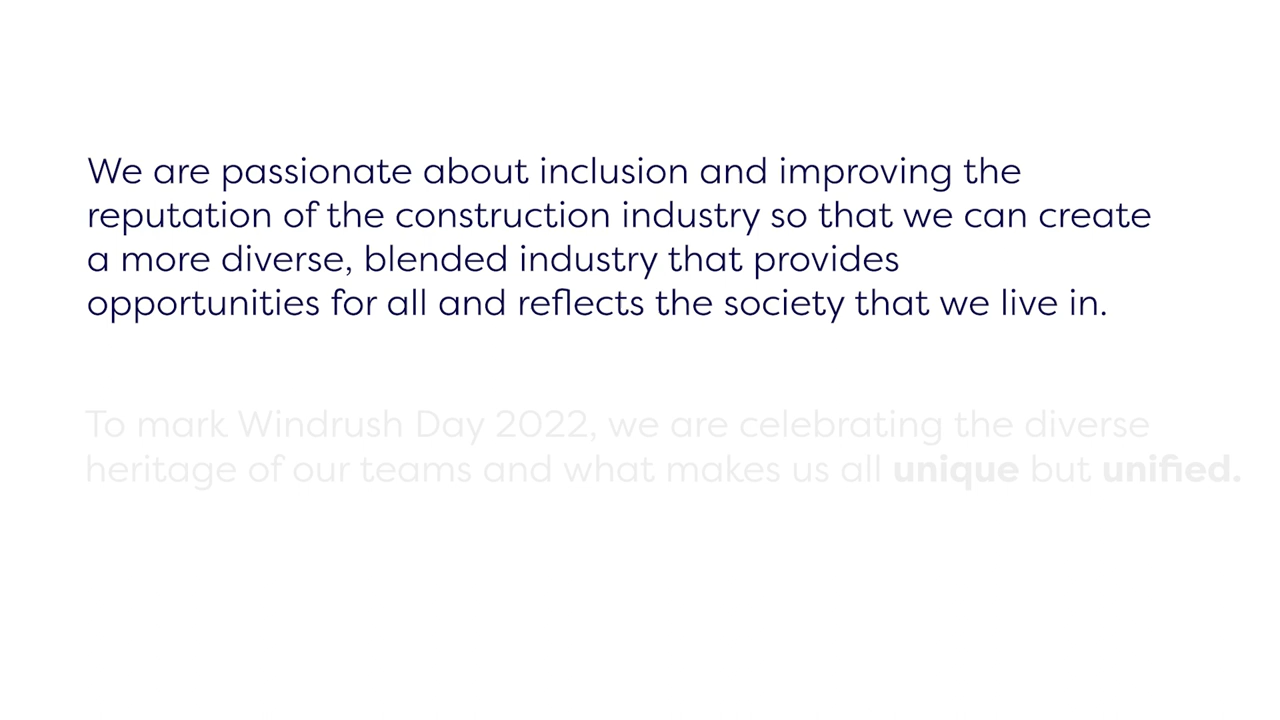 We are passionate about inclusion and improving the
reputation of the construction industry so that we can create
a more diverse, blended industry that provides
opportunities for all and reflects the society that we live in.
To mark Windrush Day 2022, we are celebrating the diverse
heritage of our teams and what makes us all unique but unified.